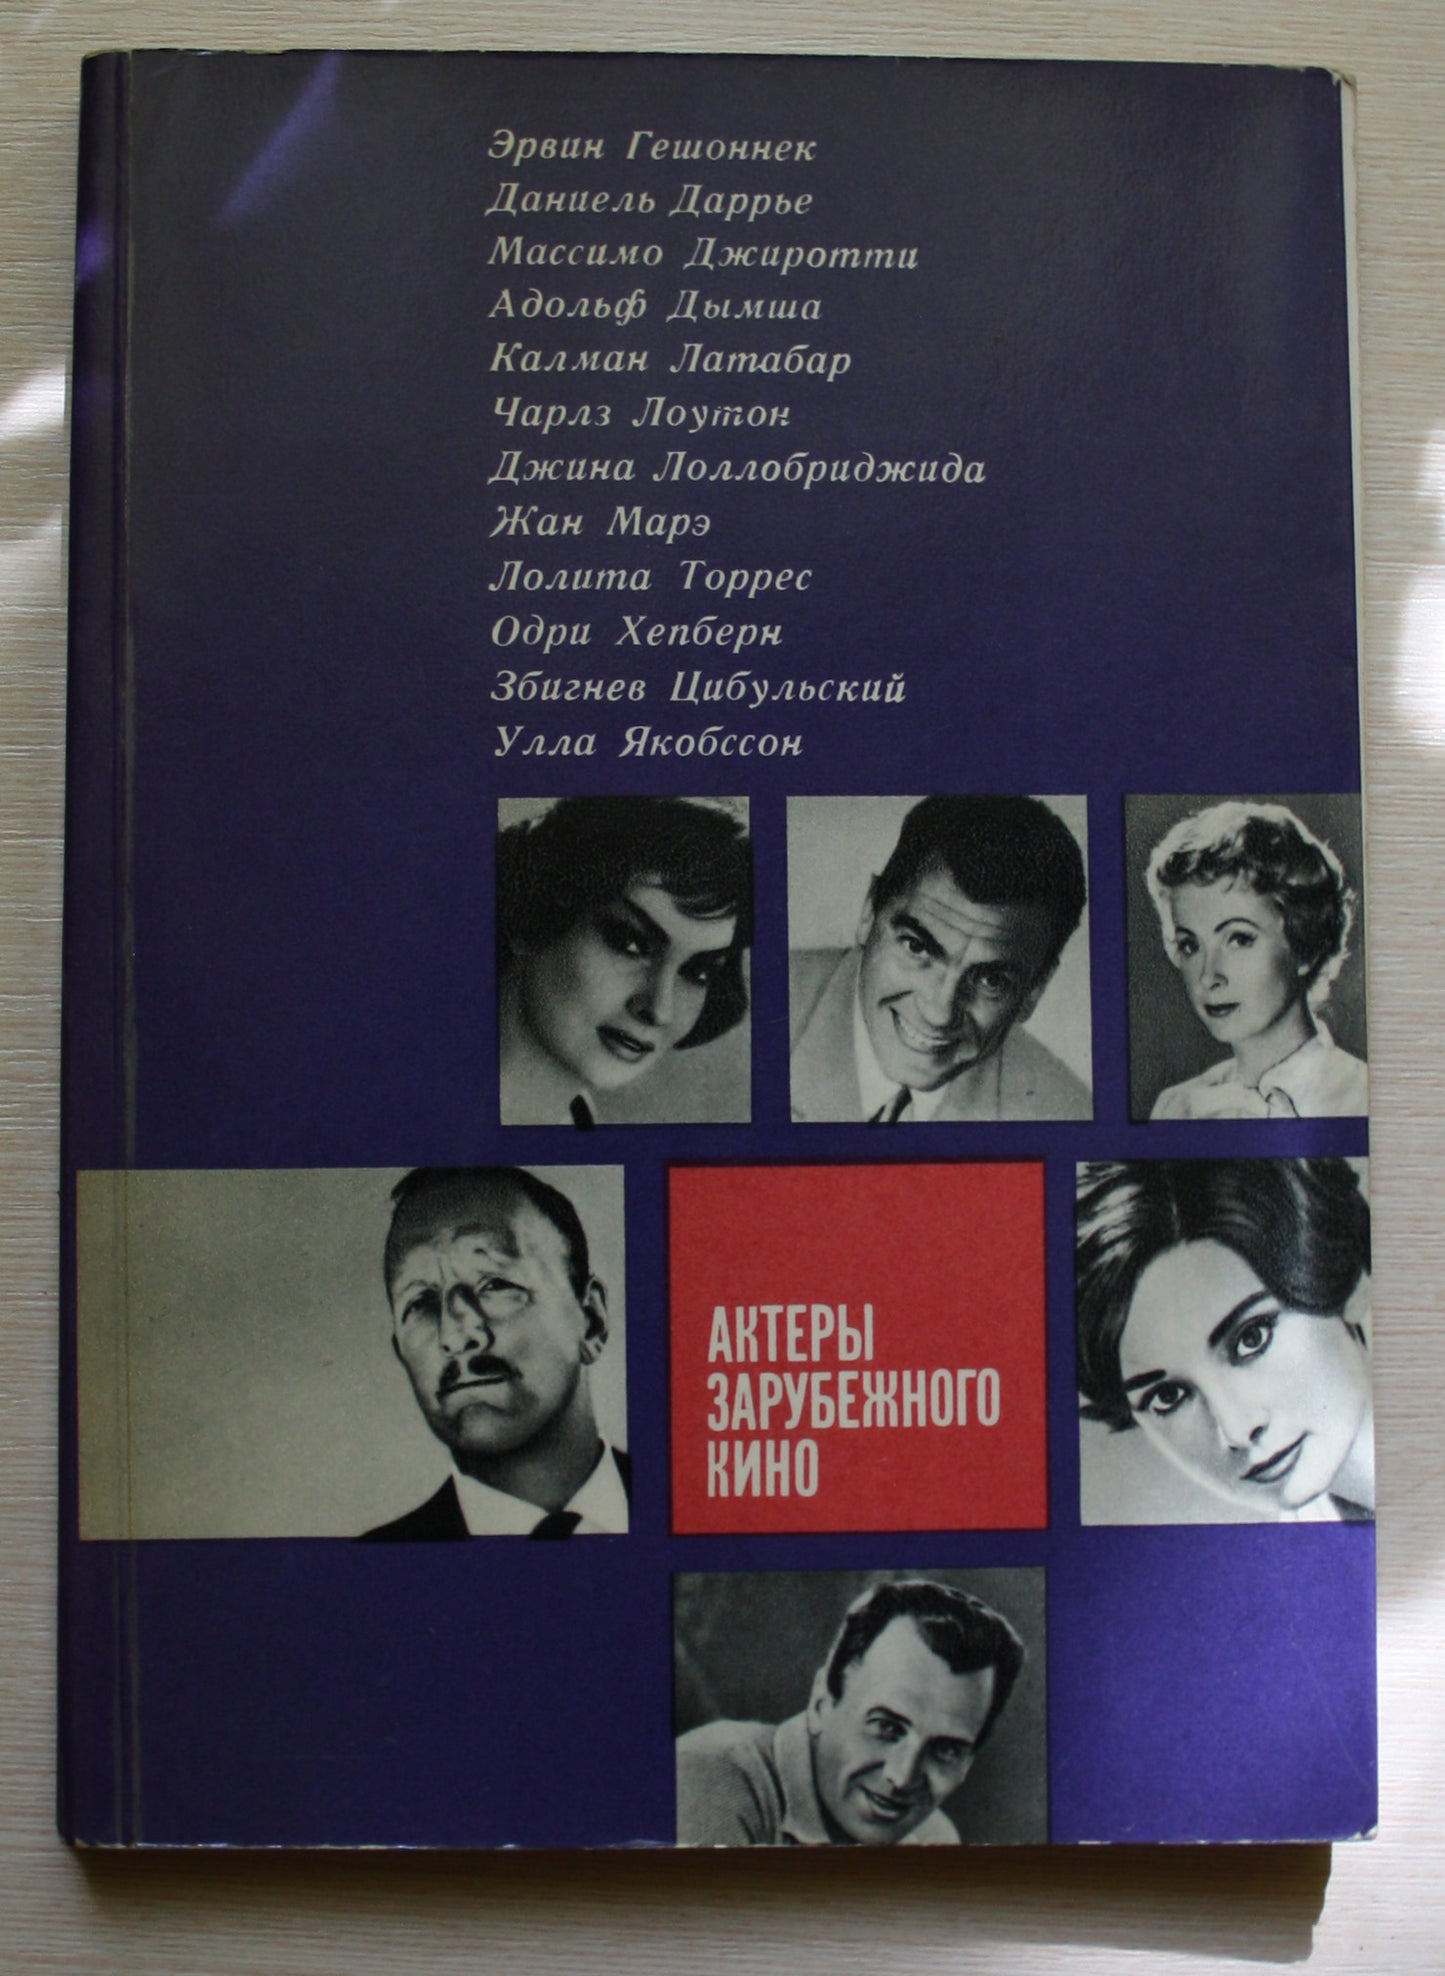 Эрвин Гешоннек
Даниель Даррье
Массимо Джиротти
Адольф Дымша
Калман Латабар
Чарлз Лоутон
Джина Лоллобриджида
Жан Марэ
Лолита Торрес
Одри Хепберн
Збигнев Цибульский
Улла Якобссон
АКТЕРЫ
ЗАРУБЕЖНОГО
КИНО